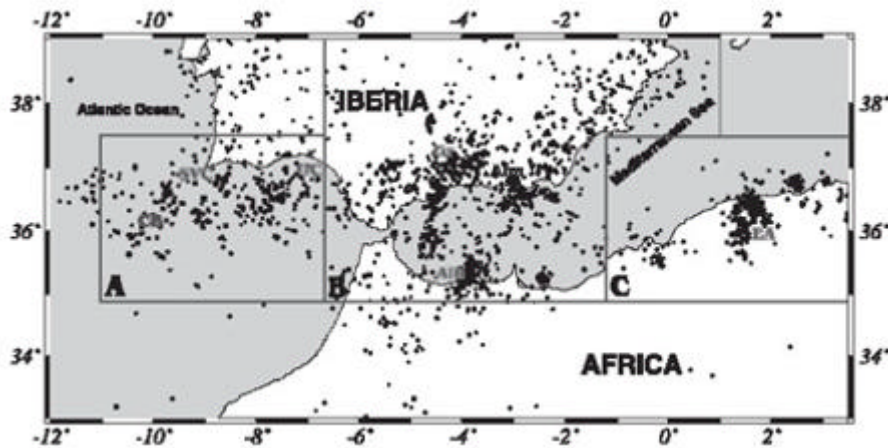 -12° -10° -8° -6° -4° -2° 0° 2°
38° 38°
IBERIA
Atlantic Ocean
Mediterranean Sea
36° 36°
EA
A B C
34° 34°
AFRICA
-12° -10° -8° -6° -4° -2° 0° 2°